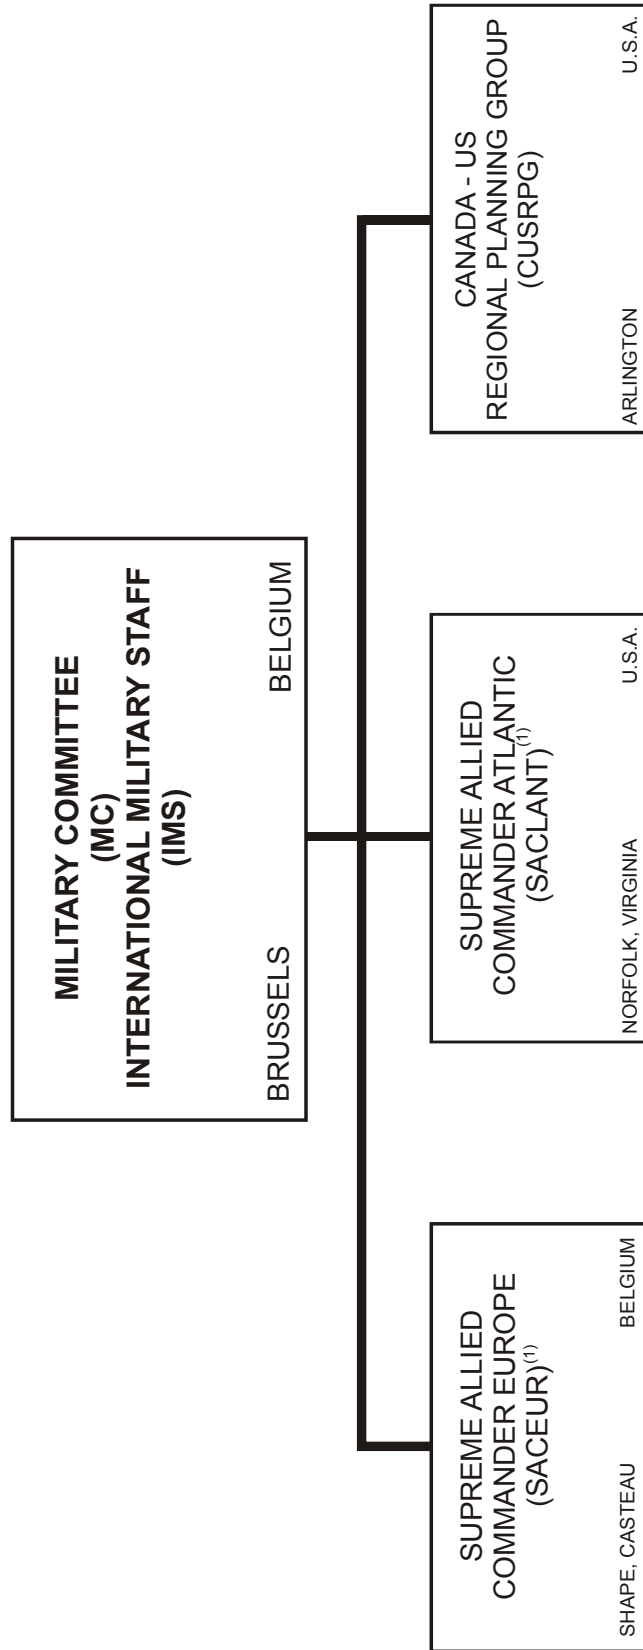 MILITARY COMMITTEE
(MC)
INTERNATIONAL MILITARY STAFF
(IMS)
BRUSSELS BELGIUM
SUPREME ALLIED
COMMANDER EUROPE
(SACEUR)(1)
SHAPE, CASTEAU BELGIUM
SUPREME ALLIED
COMMANDER ATLANTIC
(SACLANT)(1)
NORFOLK, VIRGINIA U.S.A.
CANADA - US
REGIONAL PLANNING GROUP
(CUSRPG)
ARLINGTON U.S.A.